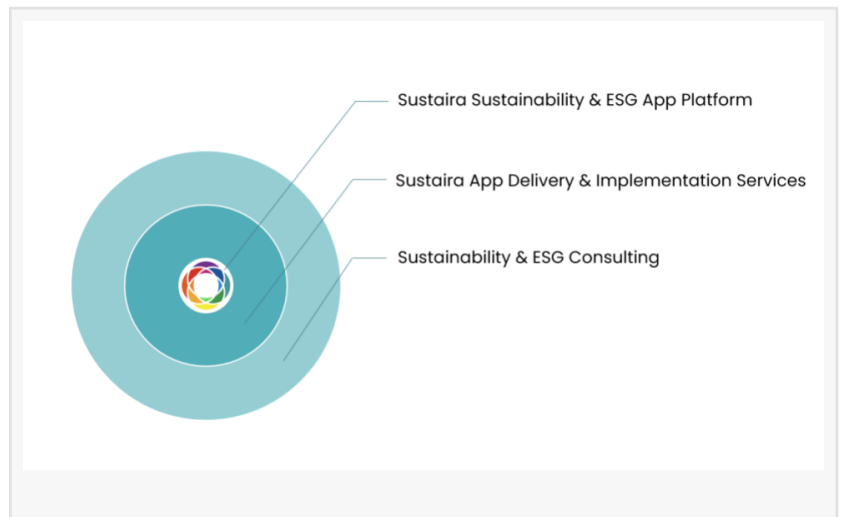 Sustaira Sustainability & ESG App Platform
Sustaira App Delivery & Implementation Services
Sustainability & ESG Consulting